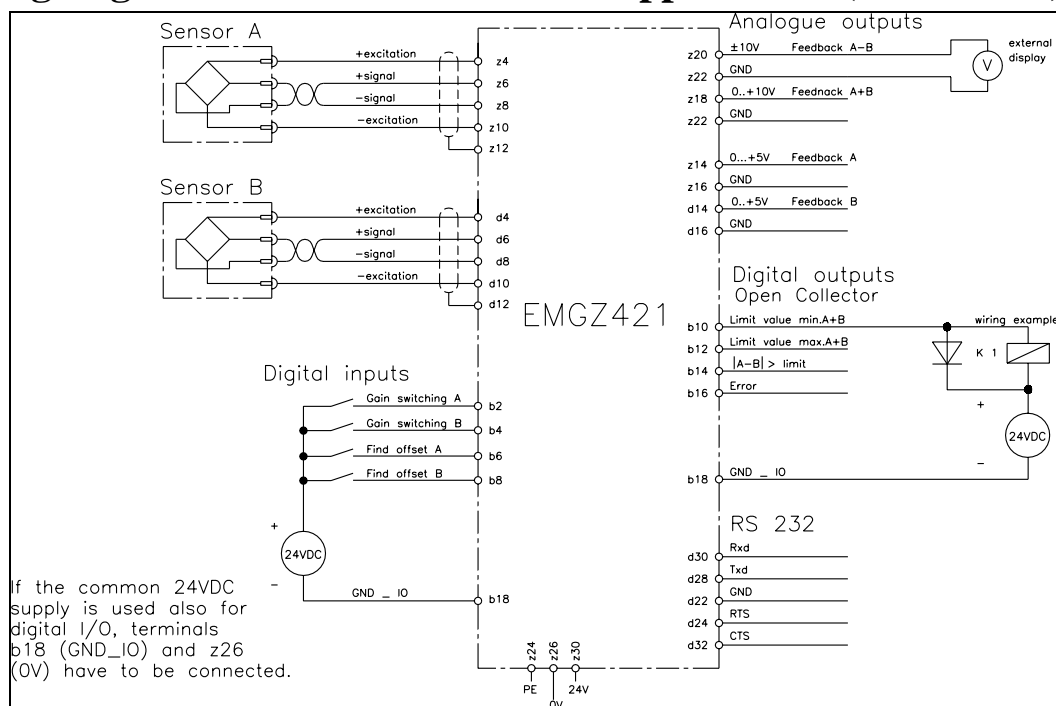 Sensor A
+excitation
z4
+signal
z6
−signal
z8
−excitation
z10
z12
Sensor B
+excitation
d4
+signal
d6
−signal
d8
−excitation
d10
d12
EMGZ421
Digital inputs
Gain switching A
b2
Gain switching B
b4
Find offset A
b6
Find offset B
b8
+
24VDC
−
GND _ IO
b18
If the common 24VDC
supply is used also for
digital I/O, terminals
b18 (GND_IO) and z26
(0V) have to be connected.
z24 z26 z30
PE 0V 24V
Analogue outputs
z20 ±10V Feedback A−B
external
display
V
z22 GND
z18 0..+10V Feednack A+B
z22 GND
z14 0...+5V Feedback A
z16 GND
d14 0..+5V Feedback B
d16 GND
Digital outputs
Open Collector
b10 Limit value min.A+B
wiring example
b12 Limit value max.A+B
K 1
b14 |A−B| > limit
b16 Error
+
24VDC
−
b18 GND _ IO
RS 232
d30 Rxd
d28 Txd
d22 GND
d24 RTS
d32 CTS